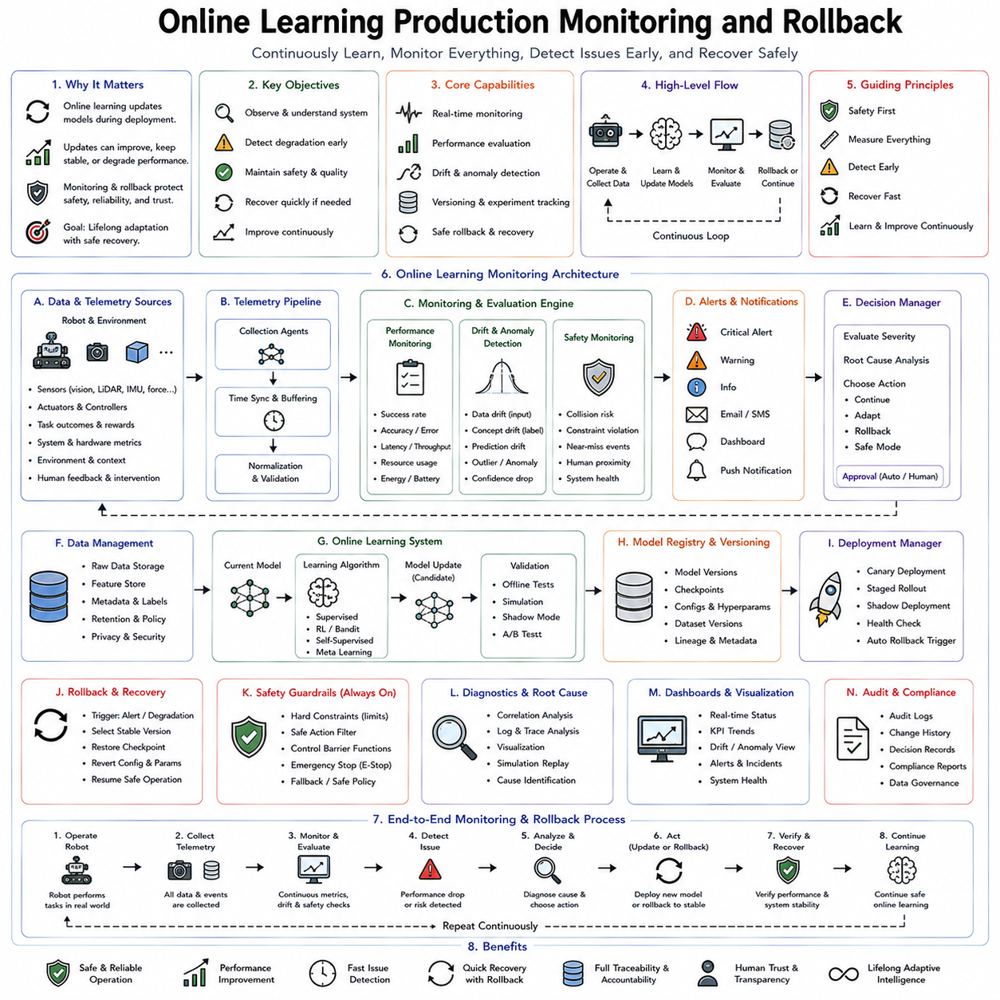 Online Learning Production Monitoring and Rollback
Continuously Learn, Monitor Everything, Detect Issues Early, and Recover Safely
1. Why It Matters
Online learning updates
models during deployment.
Updates can improve, keep
stable, or degrade performance.
Monitoring & rollback protect
safety, reliability, and trust.
Goal: Lifelong adaptation
with safe recovery.
2. Key Objectives
Observe & understand system
Detect degradation early
Maintain safety & quality
Recover quickly if needed
Improve continuously
3. Core Capabilities
Real-time monitoring
Performance evaluation
Drift & anomaly detection
Versioning & experiment tracking
Safe rollback & recovery
4. High-Level Flow
Operate &
Collect Data
Learn &
Update Models
Monitor &
Evaluate
Rollback or
Continue
Continuous Loop
5. Guiding Principles
Safety First
Measure Everything
Detect Early
Recover Fast
Learn & Improve Continuously
6. Online Learning Monitoring Architecture
A. Data & Telemetry Sources
Robot & Environment
...
• Sensors (vision, LiDAR, IMU, force...)
• Actuators & Controllers
• Task outcomes & rewards
• System & hardware metrics
• Environment & context
• Human feedback & intervention
B. Telemetry Pipeline
Collection Agents
Time Sync & Buffering
Normalization
& Validation
C. Monitoring & Evaluation Engine
Performance
Monitoring
• Success rate
• Accuracy / Error
• Latency / Throughput
• Resource usage
• Energy / Battery
Drift & Anomaly
Detection
• Data drift (input)
• Concept drift (label)
• Prediction drift
• Outlier / Anomaly
• Confidence drop
Safety Monitoring
• Collision risk
• Constraint violation
• Near-miss events
• Human proximity
• System health
D. Alerts & Notifications
Critical Alert
Warning
Info
Email / SMS
Dashboard
Push Notification
E. Decision Manager
Evaluate Severity
Root Cause Analysis
Choose Action
• Continue
• Adapt
• Rollback
• Safe Mode
Approval (Auto / Human)
F. Data Management
• Raw Data Storage
• Feature Store
• Metadata & Labels
• Retention & Policy
• Privacy & Security
G. Online Learning System
Current Model
Learning Algorithm
• Supervised
• RL / Bandit
• Self-Supervised
• Meta Learning
Model Update
(Candidate)
Validation
• Offline Tests
• Simulation
• Shadow Mode
• A/B Testt
H. Model Registry & Versioning
• Model Versions
• Checkpoints
• Configs & Hyperparams
• Dataset Versions
• Lineage & Metadata
I. Deployment Manager
• Canary Deployment
• Staged Rollout
• Shadow Deployment
• Health Check
• Auto Rollback Trigger
J. Rollback & Recovery
• Trigger: Alert / Degradation
• Select Stable Version
• Restore Checkpoint
• Revert Config & Params
• Resume Safe Operation
K. Safety Guardrails (Always On)
• Hard Constraints (limits)
• Safe Action Filter
• Control Barrier Functions
• Emergency Stop (E-Stop)
• Fallback / Safe Policy
L. Diagnostics & Root Cause
• Correlation Analysis
• Log & Trace Analysis
• Visualization
• Simulation Replay
• Cause Identification
M. Dashboards & Visualization
• Real-time Status
• KPI Trends
• Drift / Anomaly View
• Alerts & Incidents
• System Health
N. Audit & Compliance
• Audit Logs
• Change History
• Decision Records
• Compliance Reports
• Data Governance
7. End-to-End Monitoring & Rollback Process
1. Operate
Robot
Robot performs
tasks in real world
2. Collect
Telemetry
All data & events
are collected
3. Monitor &
Evaluate
Continuous metrics,
drift & safety checks
4. Detect
Issue
Performance drop
or risk detected
5. Analyze &
Decide
Diagnose cause &
choose action
6. Act
(Update or Rollback)
Deploy new model
or rollback to stable
7. Verify &
Recover
Verify performance &
system stability
8. Continue
Learning
Continue safe
online learning
Repeat Continuously
8. Benefits
Safe & Reliable
Operation
Performance
Improvement
Fast Issue
Detection
Quick Recovery
with Rollback
Full Traceability &
Accountability
Human Trust &
Transparency
Lifelong Adaptive
Intelligence